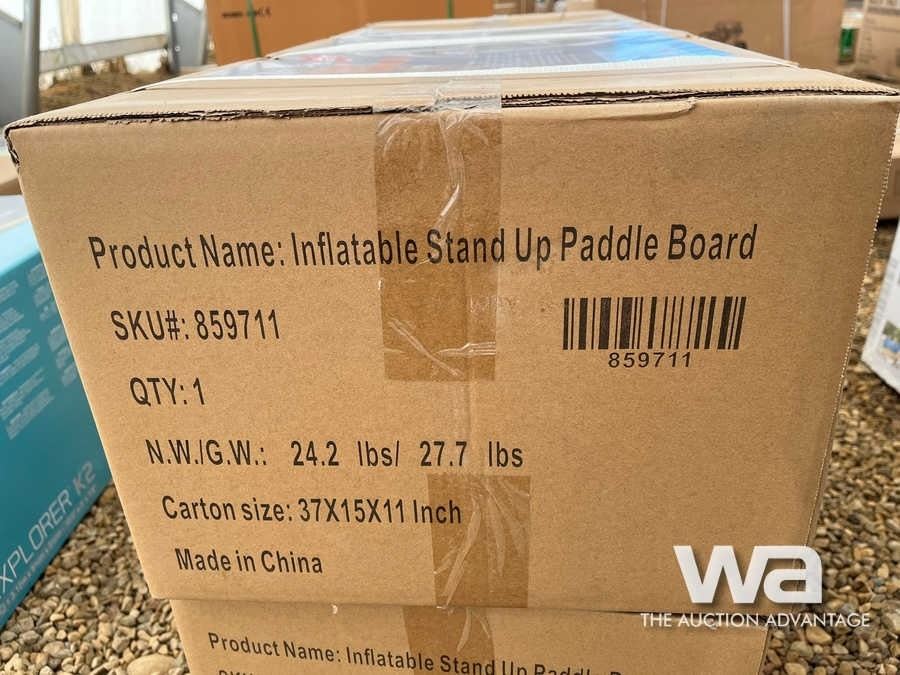 Product Name: Inflatable Stand Up Paddle Board
SKU#: 859711
859711
QTY: 1
N.W./G.W.: 24.2 lbs/ 27.7 lbs
Carton size: 37X15X11 Inch
Made in China
XPLORER K2
wa
THE AUCTION ADVANTAGE
Product Name: Inflatable Stand Up Paddle